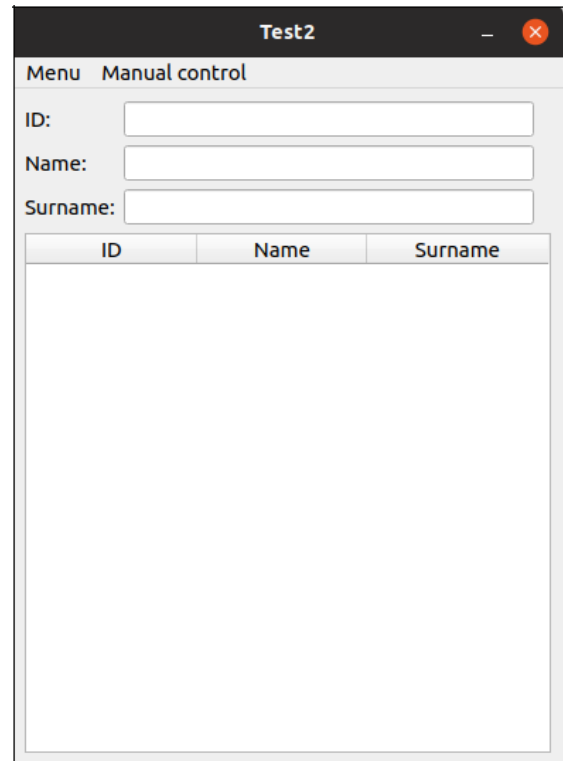 Test2
Menu Manual control
ID:
Name:
Surname:
ID Name Surname